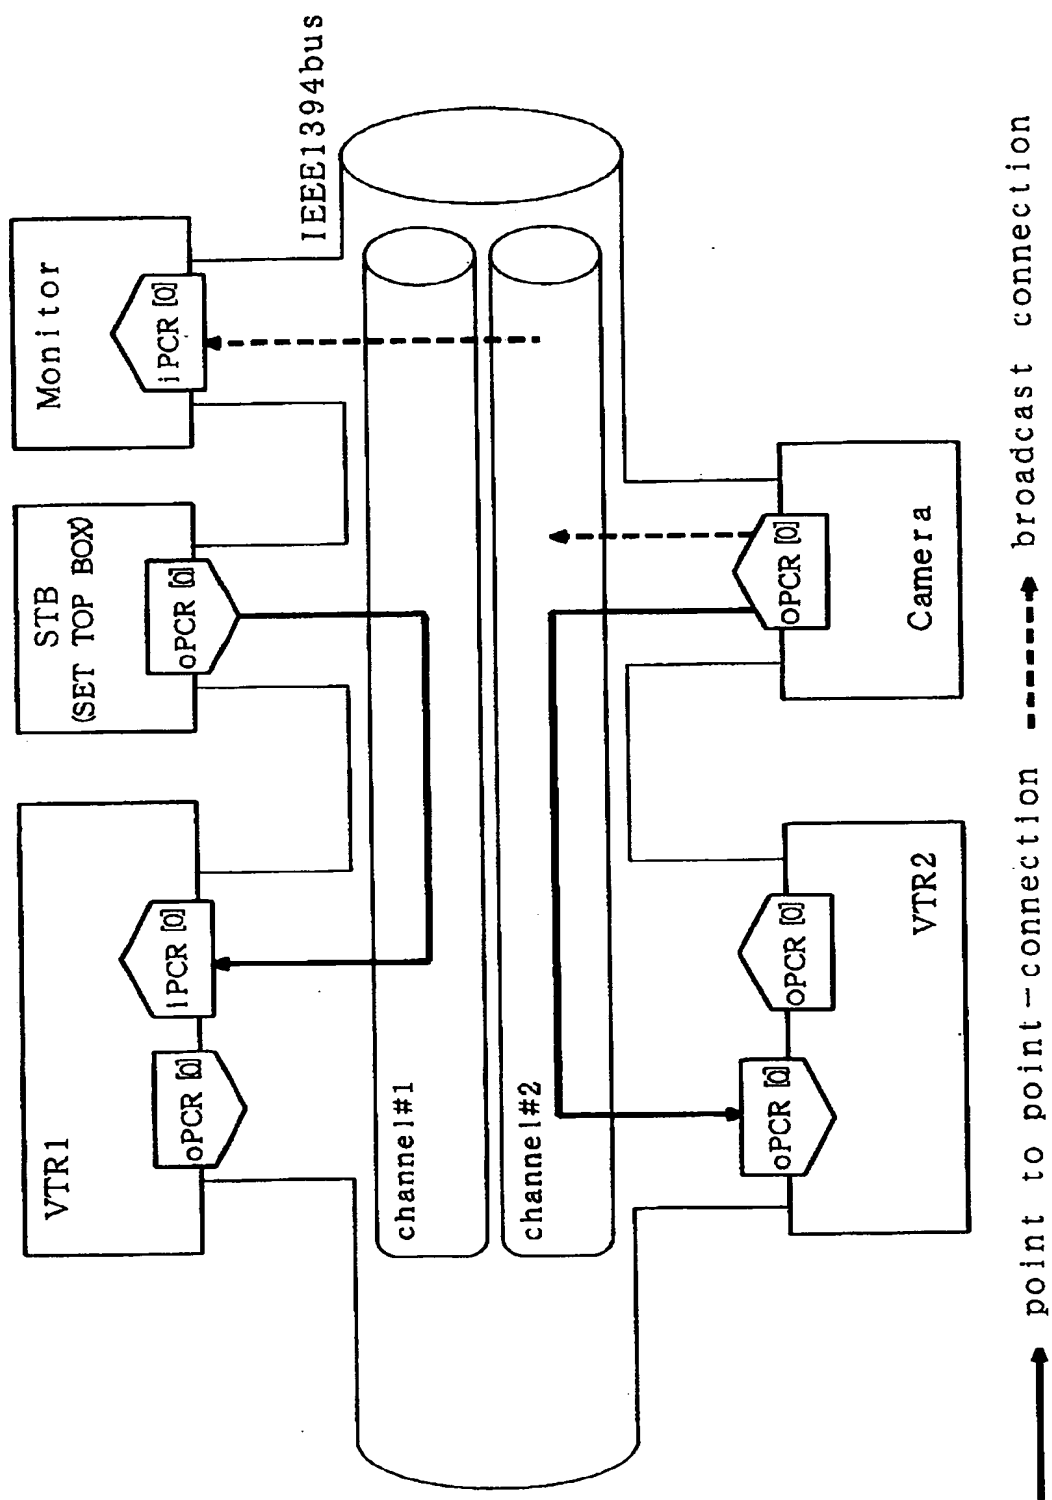 VTR1
oPCR [0]
iPCR [0]
STB
(SET TOP BOX)
oPCR [0]
Monitor
iPCR [0]
IEEE1394bus
channel#1
channel#2
oPCR [0]
oPCR [0]
VTR2
oPCR [0]
Camera
point to point-connection
broadcast connection